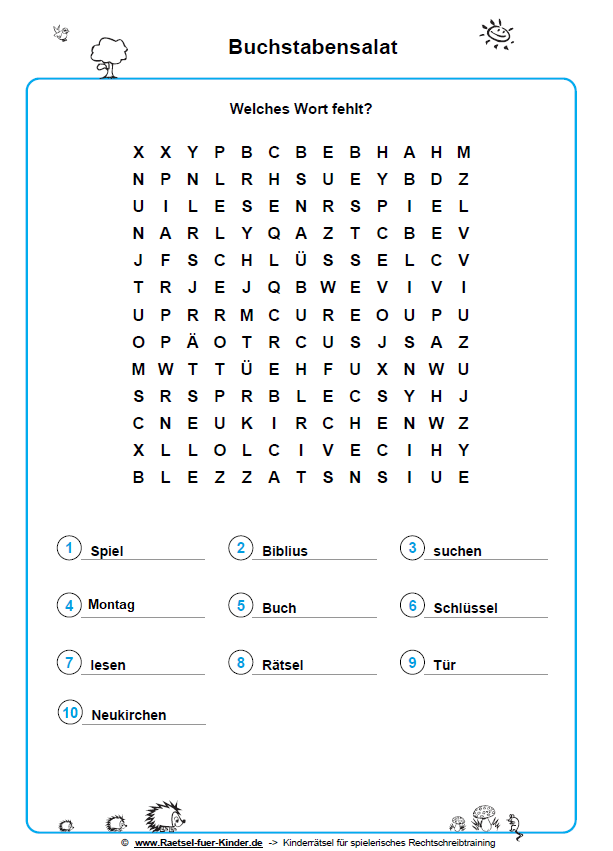 Buchstabensalat
Welches Wort fehlt?
X X Y P B C B E B H A H M
N P N L R H S U E Y B D Z
U I L E S E N R S P I E L
N A R L Y Q A Z T C B E V
J F S C H L Ü S S E L C V
T R J E J Q B W E V I V I
U P R R M C U R E O U P U
O P Ä O T R C U S J S A Z
M W T T Ü E H F U X N W U
S R S P R B L E C S Y H J
C N E U K I R C H E N W Z
X L L O L C I V E C I H Y
B L E Z Z A T S N S I U E
1 Spiel 2 Biblius 3 suchen
4 Montag 5 Buch 6 Schlüssel
7 lesen 8 Rätsel 9 Tür
10 Neukirchen
© www.Raetsel-fuer-Kinder.de -> Kinderrätsel für spielerisches Rechtschreibtraining